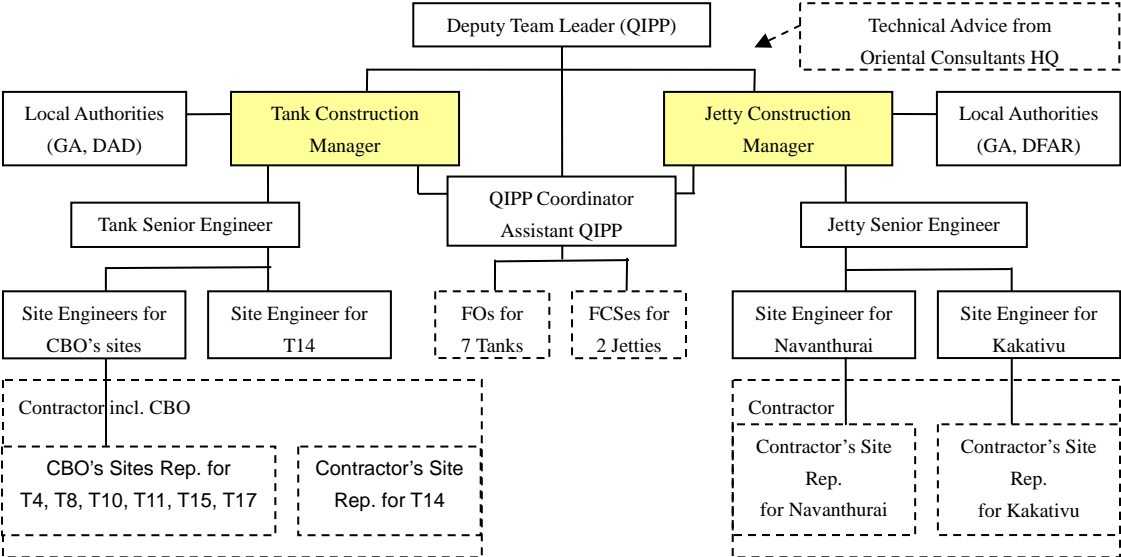 Deputy Team Leader (QIPP)
Technical Advice from
Oriental Consultants HQ
Local Authorities
(GA, DAD)
Tank Construction
Manager
Jetty Construction
Manager
Local Authorities
(GA, DFAR)
QIPP Coordinator
Assistant QIPP
Tank Senior Engineer
Jetty Senior Engineer
Site Engineers for
CBO's sites
Site Engineer for
T14
FOs for
7 Tanks
FCSes for
2 Jetties
Site Engineer for
Navanthurai
Site Engineer for
Kakativu
Contractor incl. CBO
CBO's Sites Rep. for
T4, T8, T10, T11, T15, T17
Contractor's Site
Rep. for T14
Contractor
Contractor's Site
Rep.
for Navanthurai
Contractor's Site
Rep.
for Kakativu